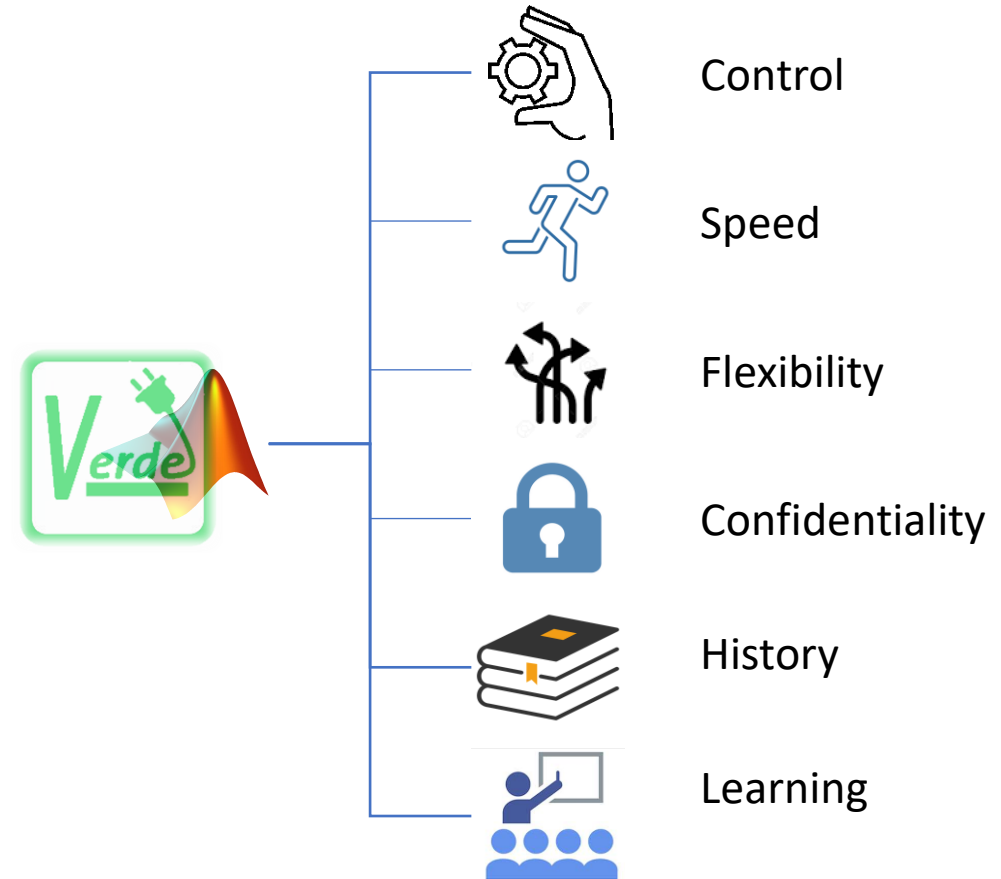 Control
Speed
Flexibility
Verde
Confidentiality
History
Learning